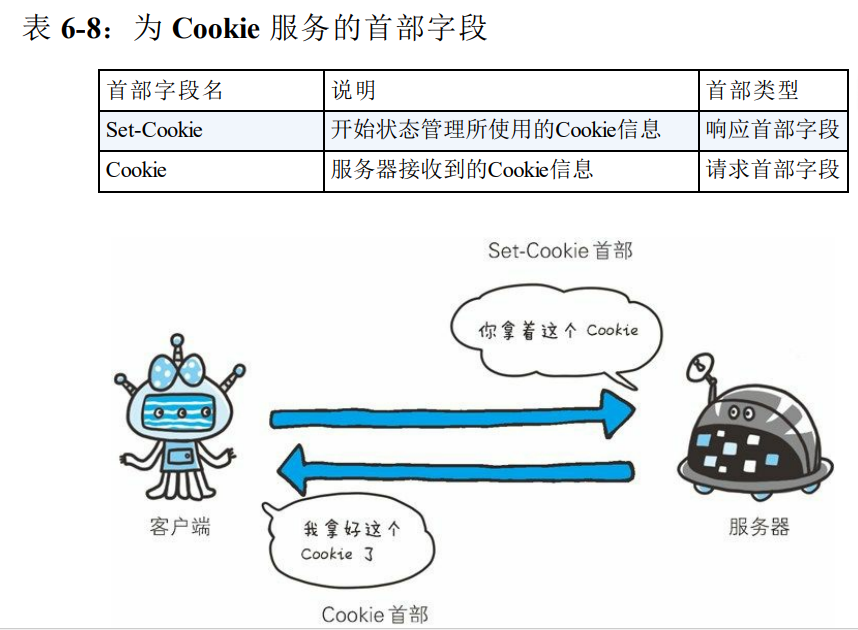 表 6-8：为 Cookie 服务的首部字段
首部字段名 说明 首部类型
Set-Cookie 开始状态管理所使用的Cookie信息 响应首部字段
Cookie 服务器接收到的Cookie信息 请求首部字段
Set-Cookie 首部
你拿着这个 Cookie
客户端
服务器
我拿好这个
Cookie 了
Cookie 首部